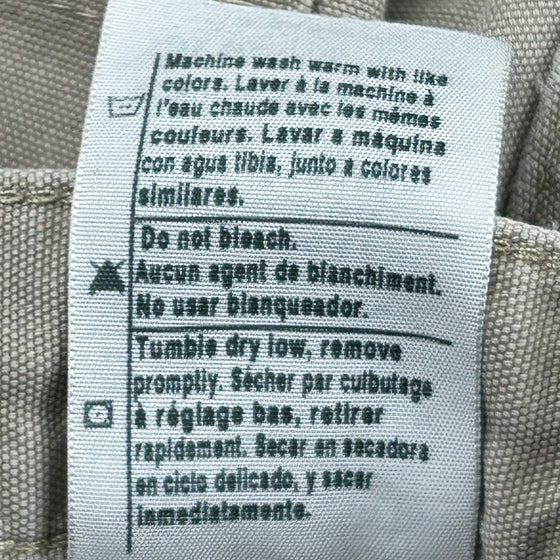 Machine wash warm with like
colors. Laver à la machine à
l'eau chaude avec les mêmes
couleurs. Lavar a máquina
con agua tibia, junto a colores
similares.
Do not bleach.
Aucun agent de blanchiment.
No usar blanqueador.
Tumble dry low, remove
promptly. Sécher par culbutage
à réglage bas, retirer
rapidement. Secar en secadora
en ciclo delicado, y sacar
inmediatamente.